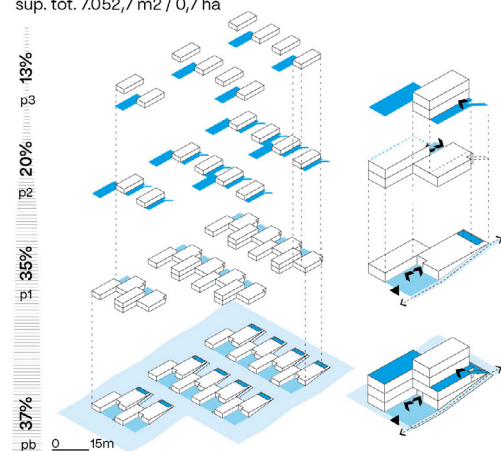 sup. tot. 7.052,7 m2 / 0,7 ha
13%
p3
20%
p2
35%
p1
37%
pb
0 15m